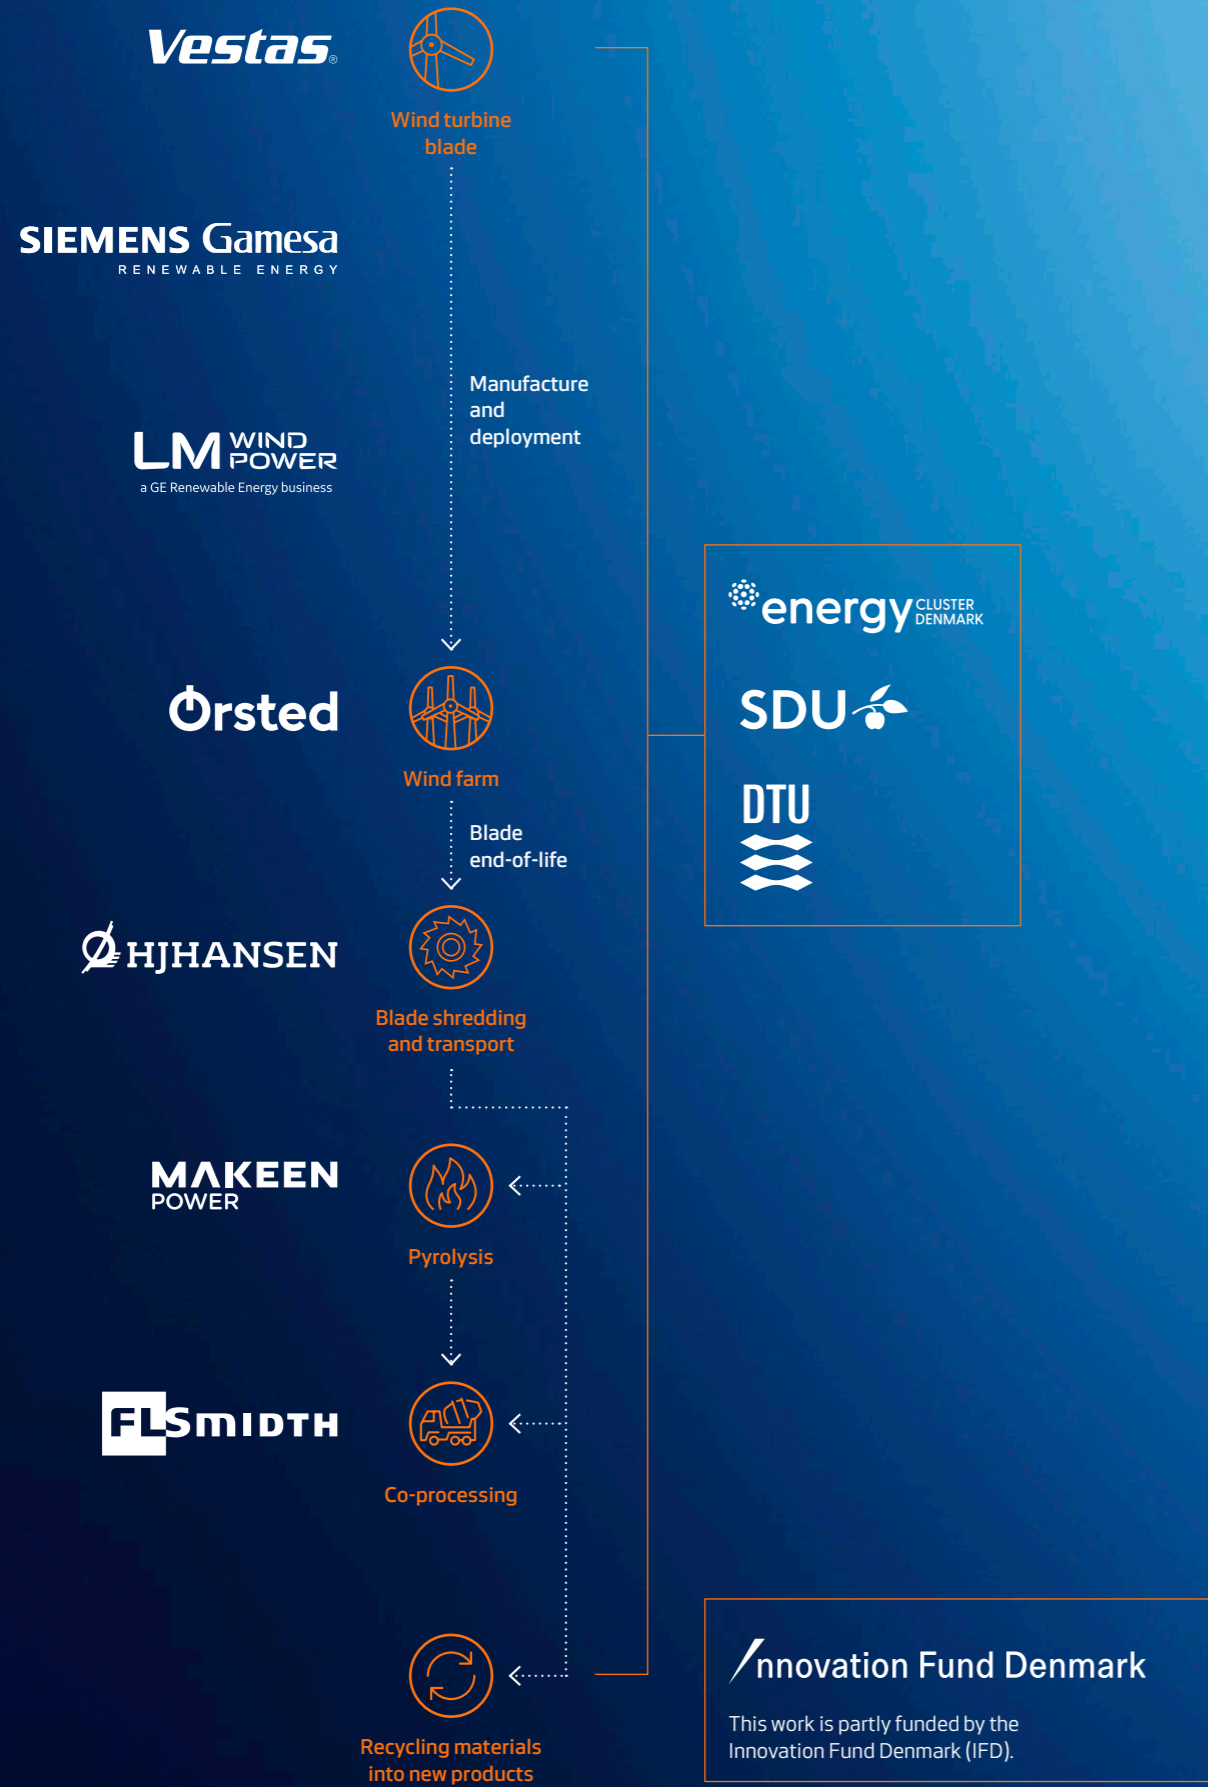 Vestas®
Wind turbine
blade
SIEMENS Gamesa
RENEWABLE ENERGY
Manufacture
and
deployment
LM WIND
POWER
a GE Renewable Energy business
energy CLUSTER
DENMARK
SDU
DTU
Ørsted
Wind farm
Blade
end-of-life
HJHANSEN
Blade shredding
and transport
MAKEEN
POWER
Pyrolysis
FLSMIDTH
Co-processing
Innovation Fund Denmark
This work is partly funded by the
Innovation Fund Denmark (IFD).
Recycling materials
into new products